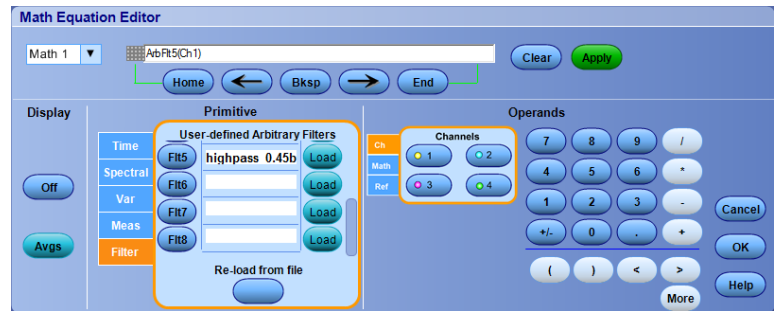 Math Equation Editor
Math 1
ArbFlt5(Ch1)
Clear
Apply
Home
Bksp
End
Display
Primitive
Operands
Off
Avgs
Time
Spectral
Var
Meas
Filter
User-defined Arbitrary Filters
Flt5 highpass_0.45b Load
Flt6 Load
Flt7 Load
Flt8 Load
Re-load from file
Ch
Math
Ref
Channels
1 2
3 4
7 8 9 /
4 5 6 *
1 2 3 -
+/- 0 . +
( ) < >
More
Cancel
OK
Help